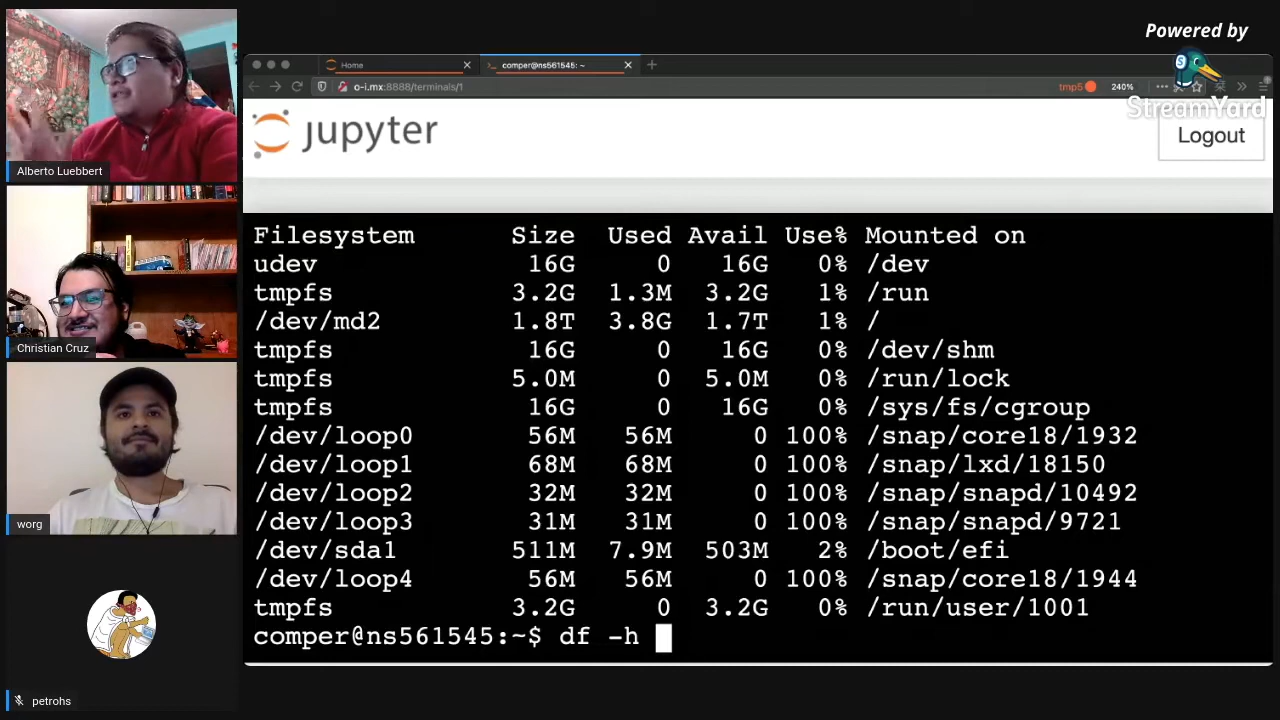 Powered by
StreamYard
Alberto Luebbert
Christian Cruz
worg
petrohs
Home
comper@ns561545: ~
o-i.mx:8888/terminals/1
tmp5
240%
jupyter
Logout
Filesystem Size Used Avail Use% Mounted on
udev 16G 0 16G 0% /dev
tmpfs 3.2G 1.3M 3.2G 1% /run
/dev/md2 1.8T 3.8G 1.7T 1% /
tmpfs 16G 0 16G 0% /dev/shm
tmpfs 5.0M 0 5.0M 0% /run/lock
tmpfs 16G 0 16G 0% /sys/fs/cgroup
/dev/loop0 56M 56M 0 100% /snap/core18/1932
/dev/loop1 68M 68M 0 100% /snap/lxd/18150
/dev/loop2 32M 32M 0 100% /snap/snapd/10492
/dev/loop3 31M 31M 0 100% /snap/snapd/9721
/dev/sda1 511M 7.9M 503M 2% /boot/efi
/dev/loop4 56M 56M 0 100% /snap/core18/1944
tmpfs 3.2G 0 3.2G 0% /run/user/1001
comper@ns561545:~$ df -h